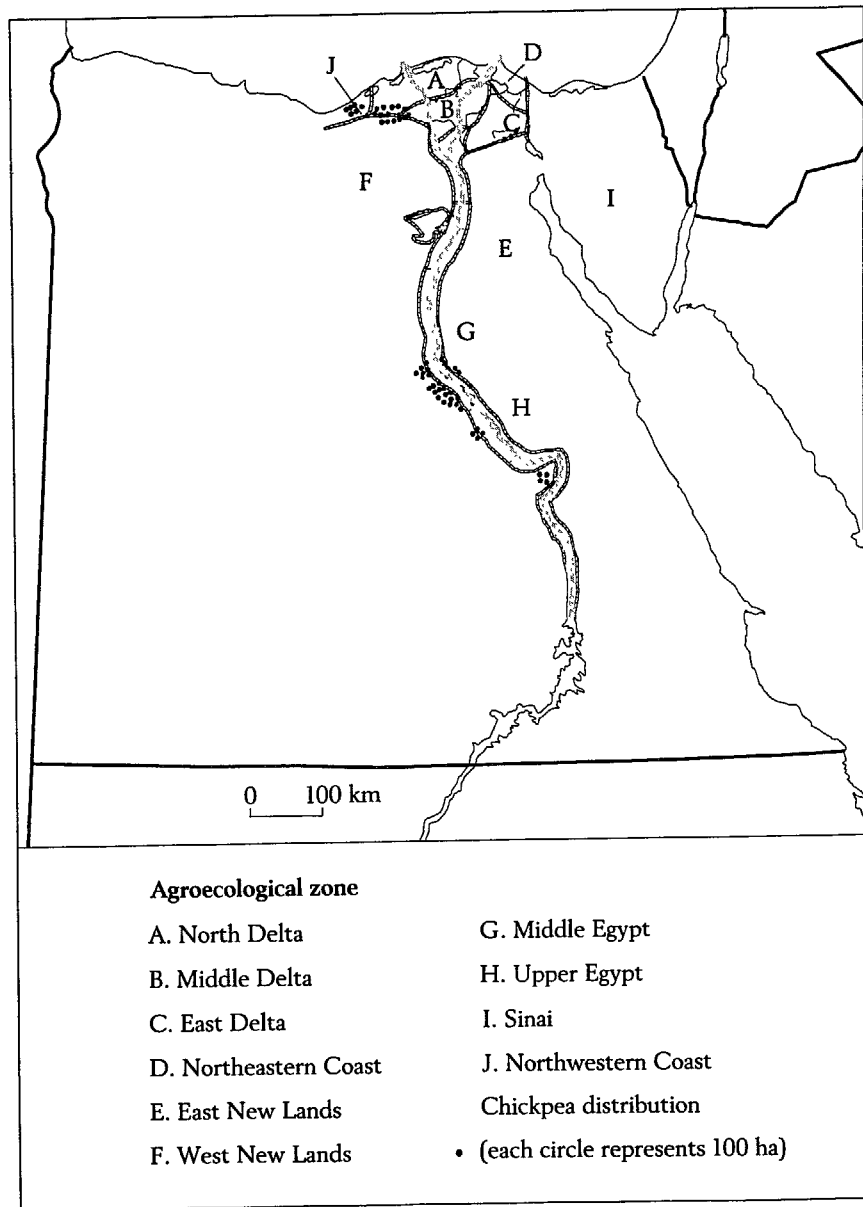 J
D
A
B
C
F
I
E
G
H
0 100 km
Agroecological zone
A. North Delta
B. Middle Delta
C. East Delta
D. Northeastern Coast
E. East New Lands
F. West New Lands
G. Middle Egypt
H. Upper Egypt
I. Sinai
J. Northwestern Coast
Chickpea distribution
• (each circle represents 100 ha)